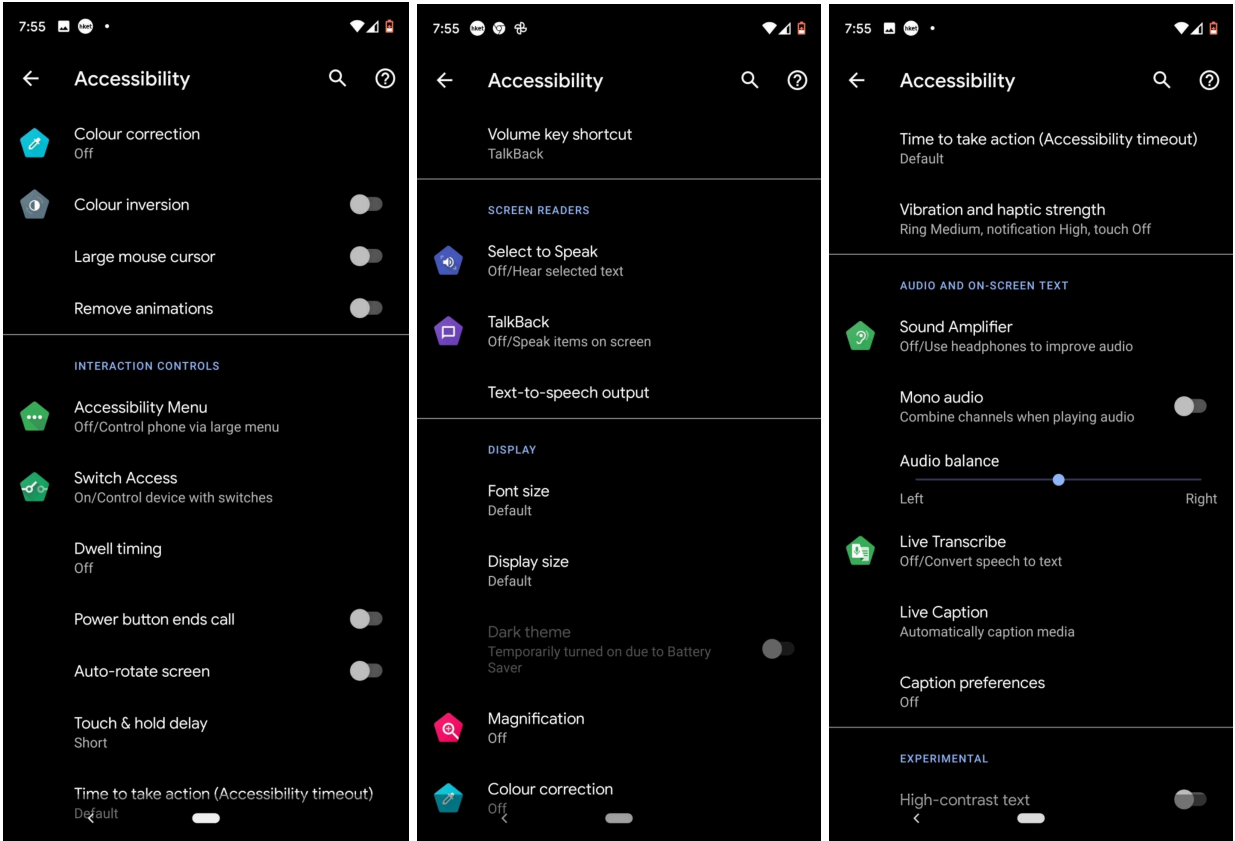 7:55 hket
Accessibility
Colour correction
Off
Colour inversion
Large mouse cursor
Remove animations
INTERACTION CONTROLS
Accessibility Menu
Off/Control phone via large menu
Switch Access
On/Control device with switches
Dwell timing
Off
Power button ends call
Auto-rotate screen
Touch & hold delay
Short
Time to take action (Accessibility timeout)
Default
7:55 hket
Accessibility
Volume key shortcut
TalkBack
SCREEN READERS
Select to Speak
Off/Hear selected text
TalkBack
Off/Speak items on screen
Text-to-speech output
DISPLAY
Font size
Default
Display size
Default
Dark theme
Temporarily turned on due to Battery
Saver
Magnification
Off
Colour correction
Off
7:55 hket
Accessibility
Time to take action (Accessibility timeout)
Default
Vibration and haptic strength
Ring Medium, notification High, touch Off
AUDIO AND ON-SCREEN TEXT
Sound Amplifier
Off/Use headphones to improve audio
Mono audio
Combine channels when playing audio
Audio balance
Left Right
Live Transcribe
Off/Convert speech to text
Live Caption
Automatically caption media
Caption preferences
Off
EXPERIMENTAL
High-contrast text